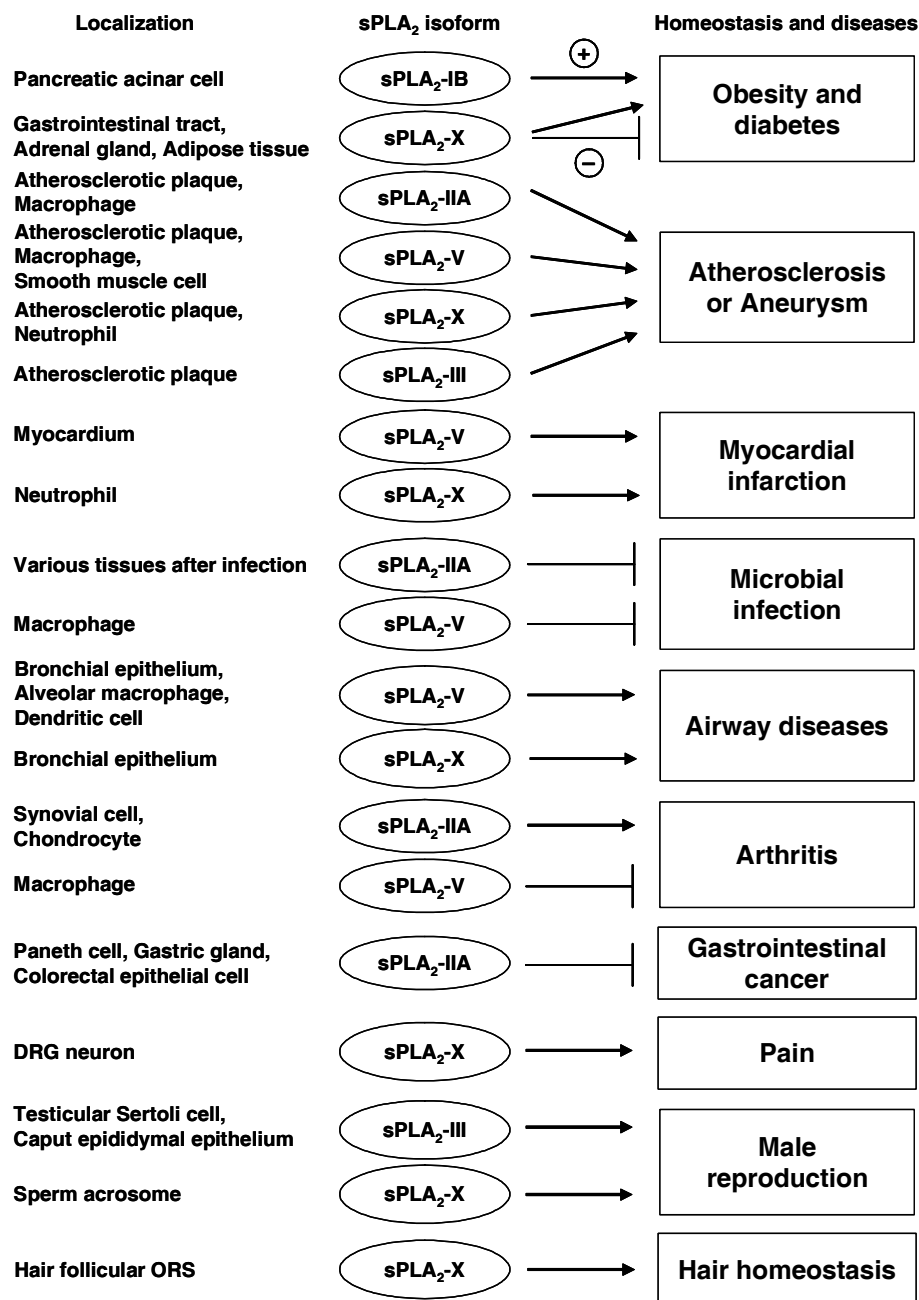 Localization sPLA₂ isoform Homeostasis and diseases
Pancreatic acinar cell sPLA₂-IB + Obesity and
diabetes
Gastrointestinal tract,
Adrenal gland, Adipose tissue sPLA₂-X −
Atherosclerotic plaque,
Macrophage sPLA₂-IIA
Atherosclerotic plaque,
Macrophage,
Smooth muscle cell sPLA₂-V Atherosclerosis
or Aneurysm
Atherosclerotic plaque,
Neutrophil sPLA₂-X
Atherosclerotic plaque sPLA₂-III
Myocardium sPLA₂-V Myocardial
infarction
Neutrophil sPLA₂-X
Various tissues after infection sPLA₂-IIA Microbial
infection
Macrophage sPLA₂-V
Bronchial epithelium,
Alveolar macrophage,
Dendritic cell sPLA₂-V Airway diseases
Bronchial epithelium sPLA₂-X
Synovial cell,
Chondrocyte sPLA₂-IIA Arthritis
Macrophage sPLA₂-V
Paneth cell, Gastric gland,
Colorectal epithelial cell sPLA₂-IIA Gastrointestinal
cancer
DRG neuron sPLA₂-X Pain
Testicular Sertoli cell,
Caput epididymal epithelium sPLA₂-III Male
reproduction
Sperm acrosome sPLA₂-X
Hair follicular ORS sPLA₂-X Hair homeostasis